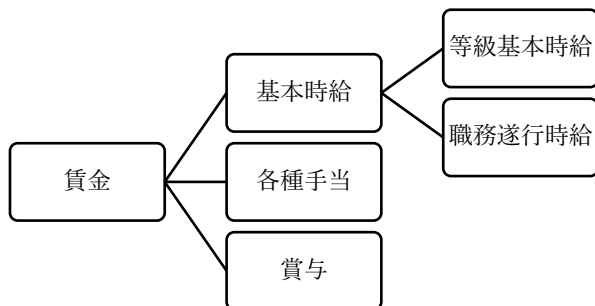 等級基本時給
基本時給
職務遂行時給
賃金
各種手当
賞与